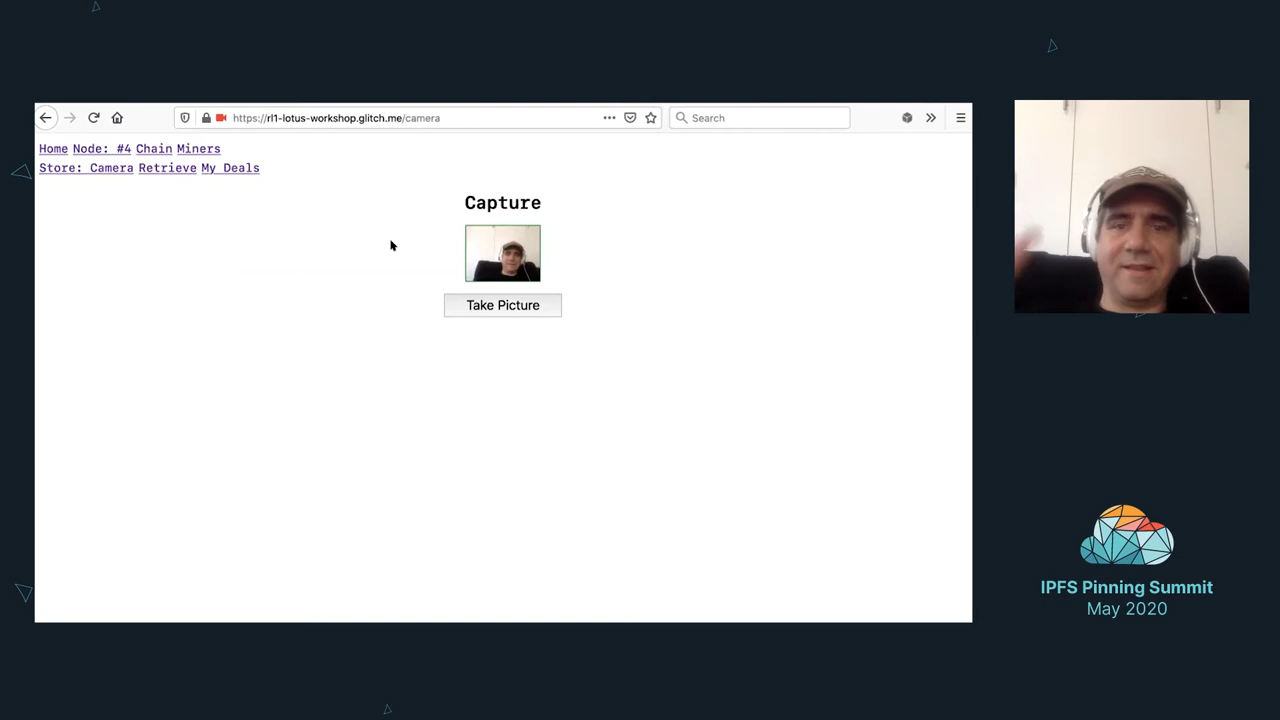 https://rl1-lotus-workshop.glitch.me/camera
Search
Home Node: #4 Chain Miners
Store: Camera Retrieve My Deals
Capture
Take Picture
IPFS Pinning Summit
May 2020